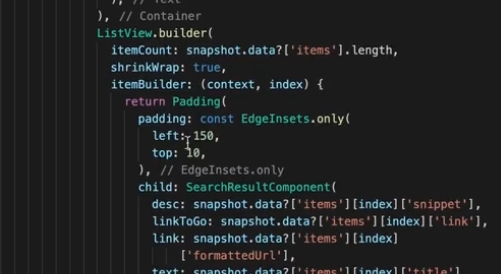 ), // Text
), // Container
ListView.builder(
itemCount: snapshot.data?['items'].length,
shrinkWrap: true,
itemBuilder: (context, index) {
return Padding(
padding: const EdgeInsets.only(
left: 150,
top: 10,
), // EdgeInsets.only
child: SearchResultComponent(
desc: snapshot.data?['items'][index]['snippet'],
linkToGo: snapshot.data?['items'][index]['link'],
link: snapshot.data?['items'][index]
['formattedUrl'],
text: snapshot.data?['items'][index]['title'],